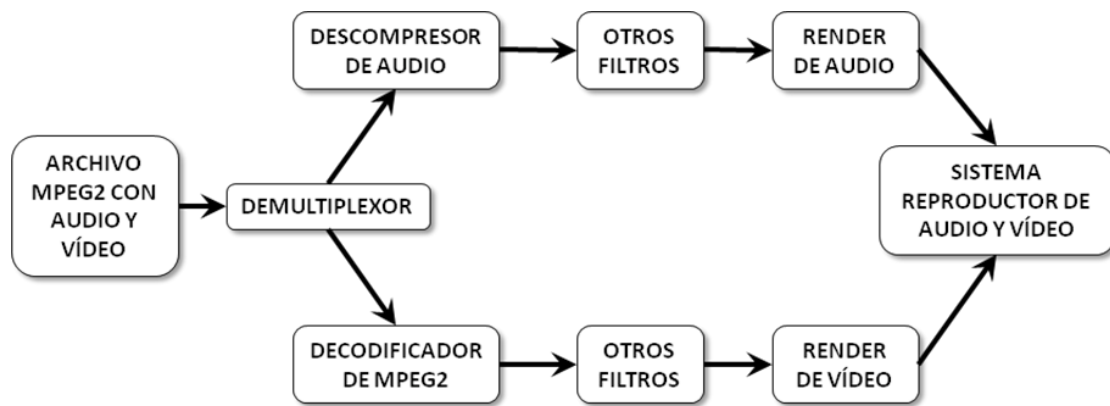 DESCOMPRESOR
DE AUDIO
OTROS
FILTROS
RENDER
DE AUDIO
ARCHIVO
MPEG2 CON
AUDIO Y
VÍDEO
DEMULTIPLEXOR
SISTEMA
REPRODUCTOR DE
AUDIO Y VÍDEO
DECODIFICADOR
DE MPEG2
OTROS
FILTROS
RENDER
DE VÍDEO